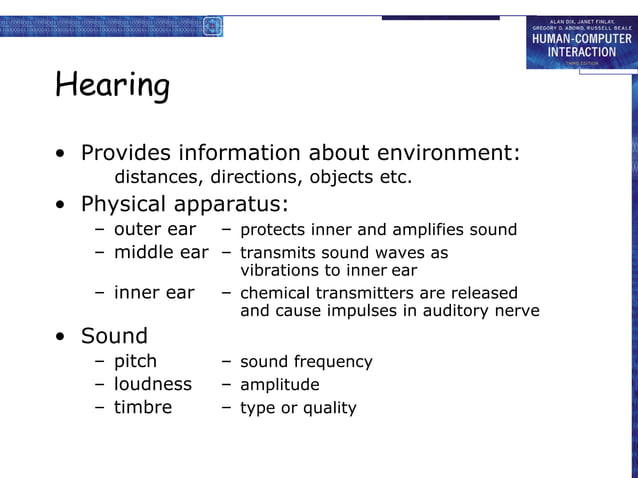 ALAN DIX, JANET FINLAY,
GREGORY D. ABOWD, RUSSELL BEALE
HUMAN-COMPUTER
INTERACTION
THIRD EDITION
Hearing
• Provides information about environment:
distances, directions, objects etc.
• Physical apparatus:
– outer ear – protects inner and amplifies sound
– middle ear – transmits sound waves as
vibrations to inner ear
– inner ear – chemical transmitters are released
and cause impulses in auditory nerve
• Sound
– pitch – sound frequency
– loudness – amplitude
– timbre – type or quality